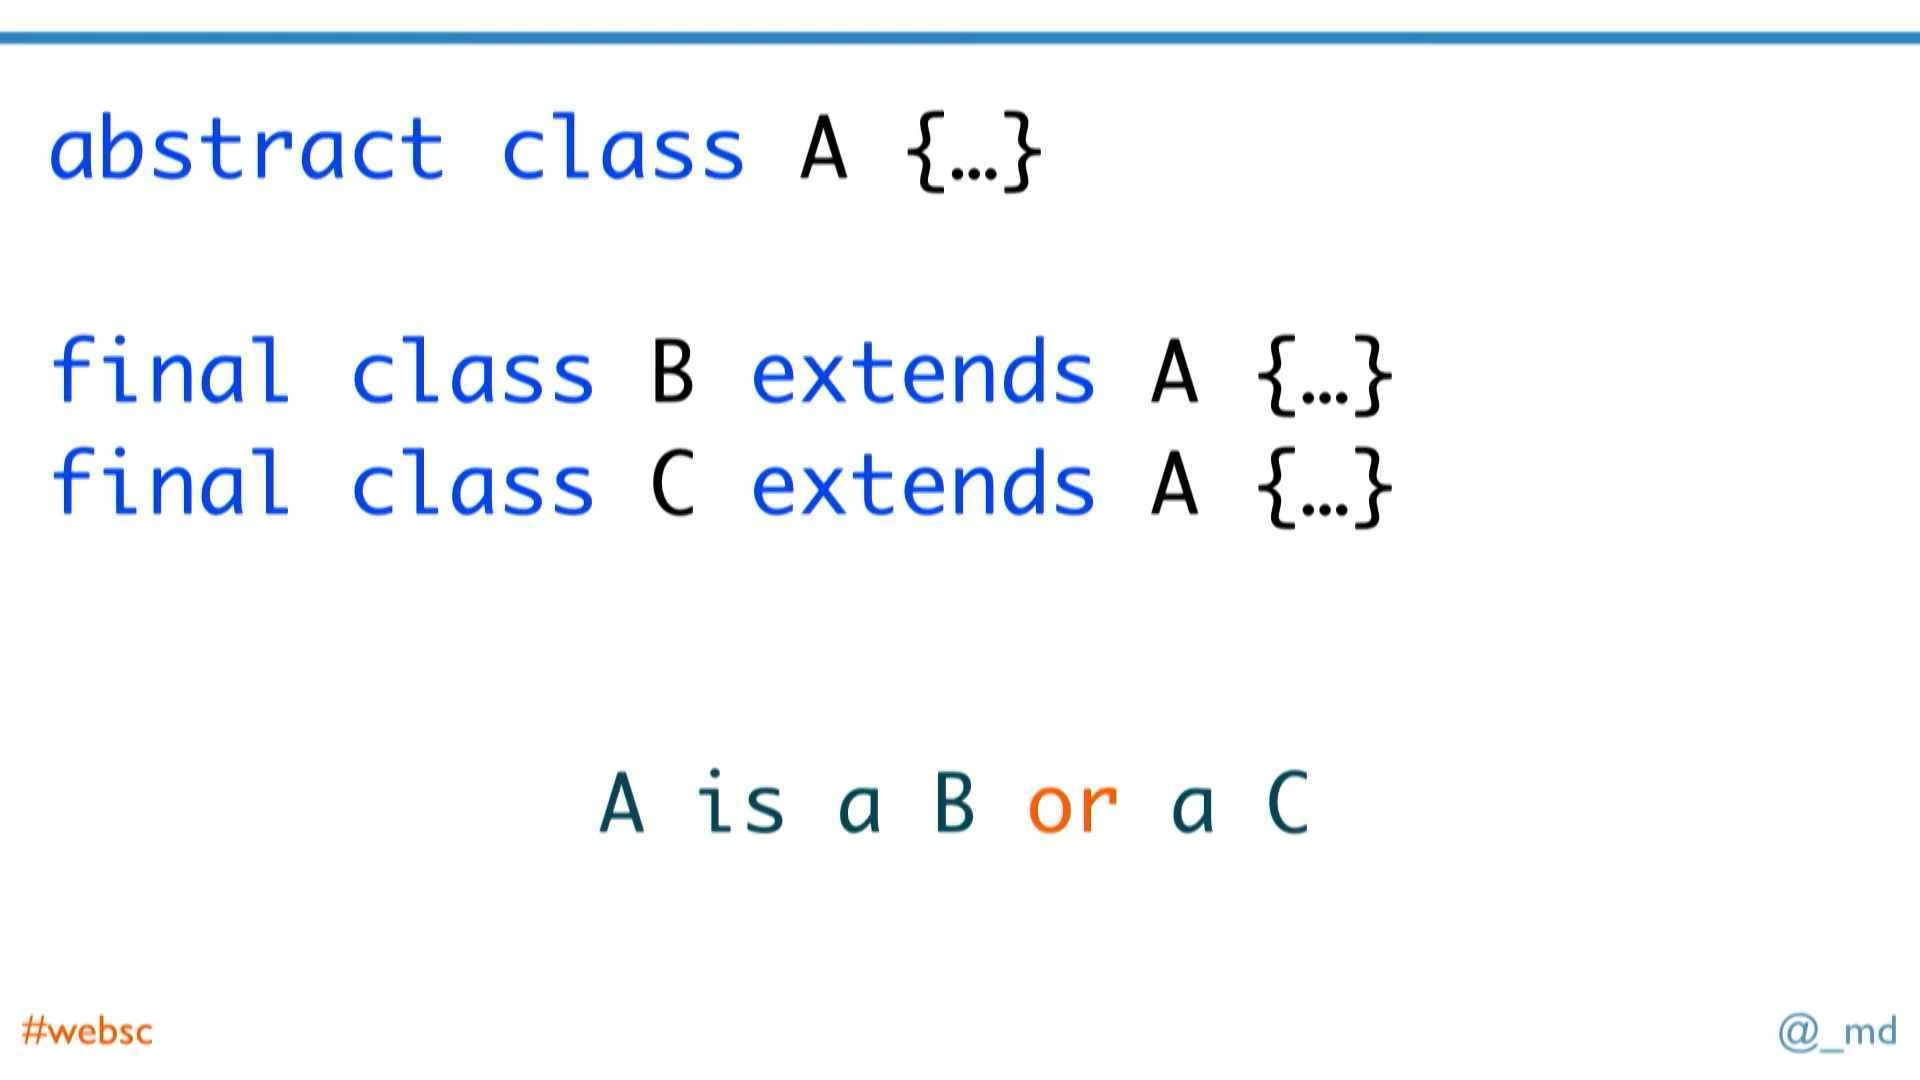 abstract class A {…}
final class B extends A {…}
final class C extends A {…}
A is a B or a C
#websc
@_md